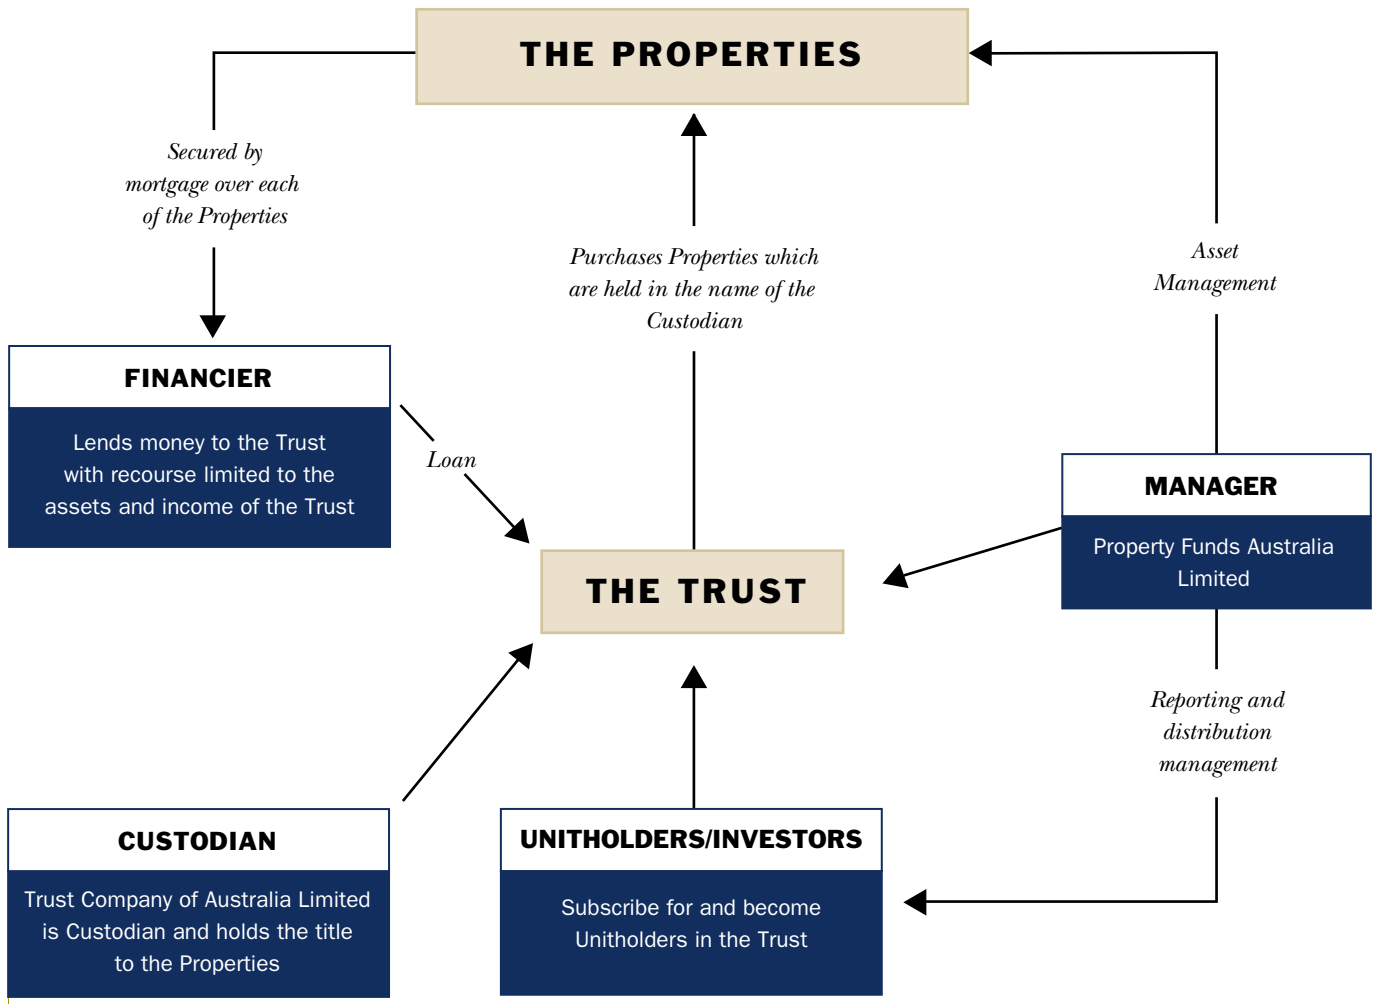 THE PROPERTIES
Secured by
mortgage over each
of the Properties
Purchases Properties which
are held in the name of the
Custodian
Asset
Management
FINANCIER
Lends money to the Trust
with recourse limited to the
assets and income of the Trust
Loan
MANAGER
Property Funds Australia
Limited
THE TRUST
Reporting and
distribution
management
CUSTODIAN
Trust Company of Australia Limited
is Custodian and holds the title
to the Properties
UNITHOLDERS/INVESTORS
Subscribe for and become
Unitholders in the Trust